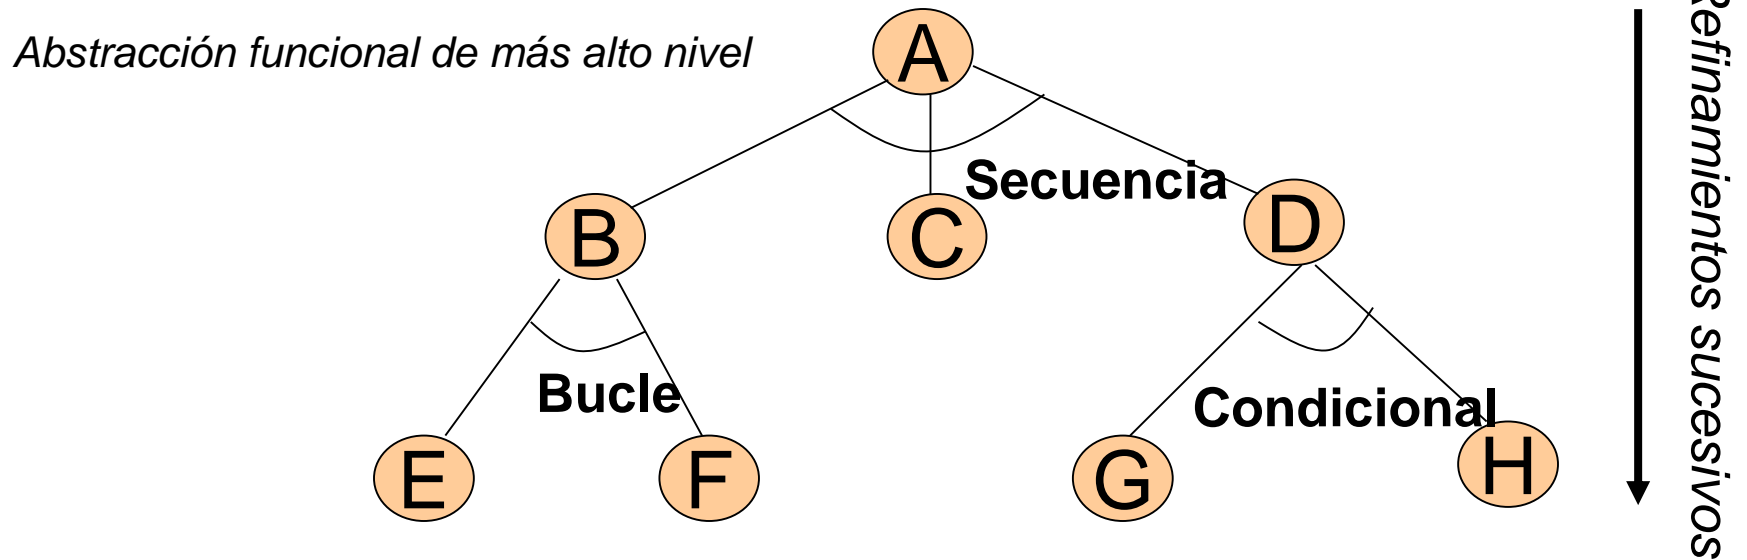 Abstracción funcional de más alto nivel
A
Secuencia
B
C
D
Bucle
Condicional
E
F
G
H
Refinamientos sucesivos